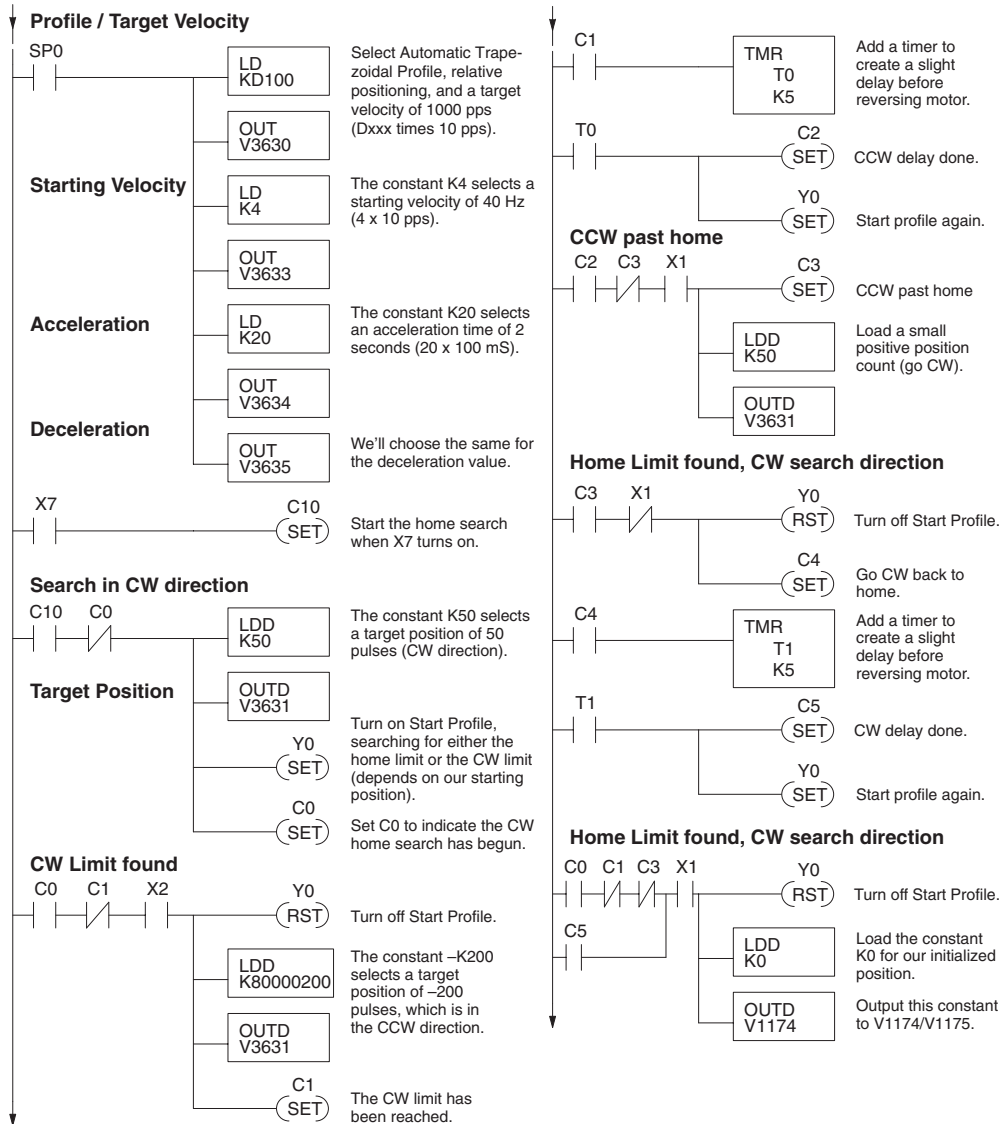 Profile / Target Velocity
SP0
LD
KD100
Select Automatic Trape-
zoidal Profile, relative
positioning, and a target
velocity of 1000 pps
(Dxxx times 10 pps).
OUT
V3630
Starting Velocity
LD
K4
The constant K4 selects a
starting velocity of 40 Hz
(4 x 10 pps).
OUT
V3633
Acceleration
LD
K20
The constant K20 selects
an acceleration time of 2
seconds (20 x 100 mS).
OUT
V3634
Deceleration
OUT
V3635
We'll choose the same for
the deceleration value.
X7
C10
SET
Start the home search
when X7 turns on.
Search in CW direction
C10 C0
LDD
K50
The constant K50 selects
a target position of 50
pulses (CW direction).
Target Position
OUTD
V3631
Y0
SET
Turn on Start Profile,
searching for either the
home limit or the CW limit
(depends on our starting
position).
C0
SET
Set C0 to indicate the CW
home search has begun.
CW Limit found
C0 C1 X2
Y0
RST
Turn off Start Profile.
LDD
K80000200
The constant –K200
selects a target
position of –200
pulses, which is in
the CCW direction.
OUTD
V3631
C1
SET
The CW limit has
been reached.
C1
TMR
T0
K5
Add a timer to
create a slight
delay before
reversing motor.
T0
C2
SET
CCW delay done.
Y0
SET
Start profile again.
CCW past home
C2 C3 X1
C3
SET
CCW past home
LDD
K50
Load a small
positive position
count (go CW).
OUTD
V3631
Home Limit found, CW search direction
C3 X1
Y0
RST
Turn off Start Profile.
C4
SET
Go CW back to
home.
C4
TMR
T1
K5
Add a timer to
create a slight
delay before
reversing motor.
T1
C5
SET
CW delay done.
Y0
SET
Start profile again.
Home Limit found, CW search direction
C0 C1 C3 X1
Y0
RST
Turn off Start Profile.
C5
LDD
K0
Load the constant
K0 for our initialized
position.
OUTD
V1174
Output this constant
to V1174/V1175.